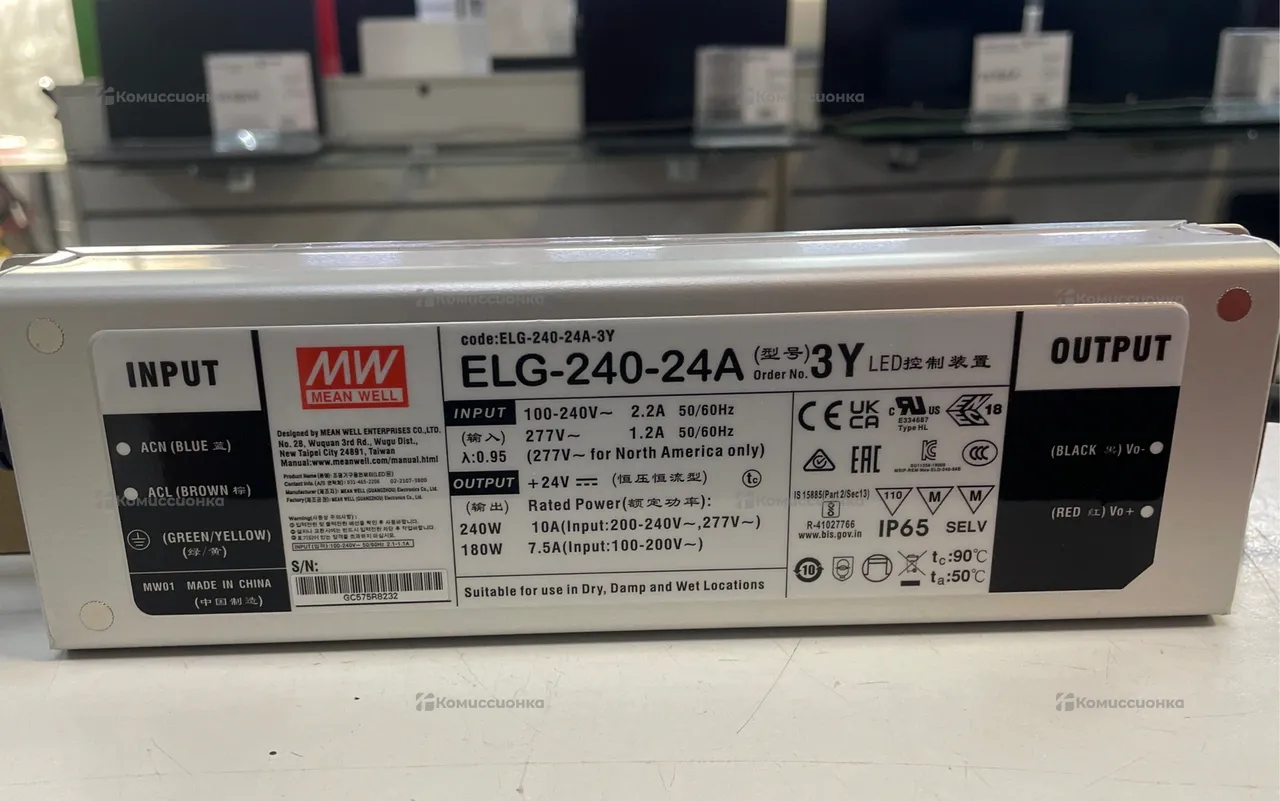 INPUT
ACN (BLUE 蓝)
ACL (BROWN 棕)
(GREEN/YELLOW)
(绿/黄)
MW01 MADE IN CHINA
(中国制造)
MW
MEAN WELL
Designed by MEAN WELL ENTERPRISES CO.,LTD.
No. 28, Wuquan 3rd Rd., Wugu Dist.,
New Taipei City 24891, Taiwan
Manual:www.meanwell.com/manual.html
S/N:
GC575R8232
code:ELG-240-24A-3Y
ELG-240-24A (型号) Order No. 3Y LED控制装置
INPUT 100-240V~ 2.2A 50/60Hz
(输入) 277V~ 1.2A 50/60Hz
λ:0.95 (277V~ for North America only)
OUTPUT +24V (恒压恒流型) tc
(输出) Rated Power(额定功率):
240W 10A(Input:200-240V~,277V~)
180W 7.5A(Input:100-200V~)
Suitable for use in Dry, Damp and Wet Locations
CE UK CA c RU US 18
E334687
Type HL
EAC IC CCC
IS 15885(Part 2/Sec13)
110 M M
R-41027766
www.bis.gov.in
IP65 SELV
10
tc:90℃
ta:50℃
OUTPUT
(BLACK 黑) Vo-
(RED 红) Vo+
Комиссионка
Комиссионка
Комиссионка
Комиссионка
Комиссионка
Комиссионка
Комиссионка
Комиссионка